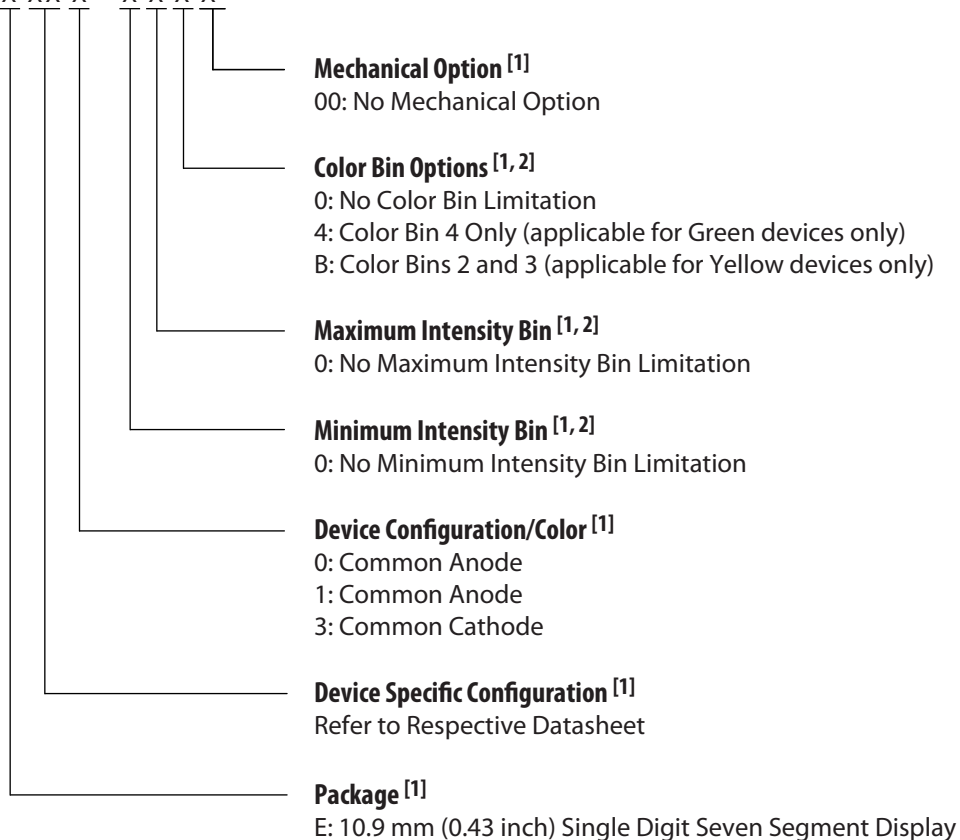 X XX X - X X X X
Mechanical Option [1]
00: No Mechanical Option
Color Bin Options [1, 2]
0: No Color Bin Limitation
4: Color Bin 4 Only (applicable for Green devices only)
B: Color Bins 2 and 3 (applicable for Yellow devices only)
Maximum Intensity Bin [1, 2]
0: No Maximum Intensity Bin Limitation
Minimum Intensity Bin [1, 2]
0: No Minimum Intensity Bin Limitation
Device Configuration/Color [1]
0: Common Anode
1: Common Anode
3: Common Cathode
Device Specific Configuration [1]
Refer to Respective Datasheet
Package [1]
E: 10.9 mm (0.43 inch) Single Digit Seven Segment Display